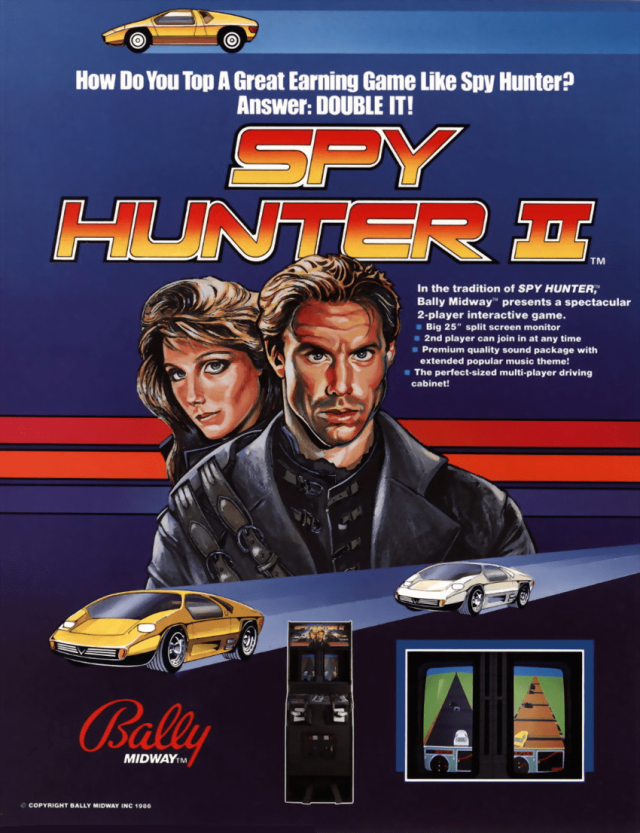 How Do You Top A Great Earning Game Like Spy Hunter?
Answer: DOUBLE IT!
SPY
HUNTER II™
In the tradition of SPY HUNTER,™
Bally Midway™ presents a spectacular
2-player interactive game.
■ Big 25" split screen monitor
■ 2nd player can join in at any time
■ Premium quality sound package with
extended popular music theme!
■ The perfect-sized multi-player driving
cabinet!
SPY HUNTER II
Bally
MIDWAY™
© COPYRIGHT BALLY MIDWAY INC 1986